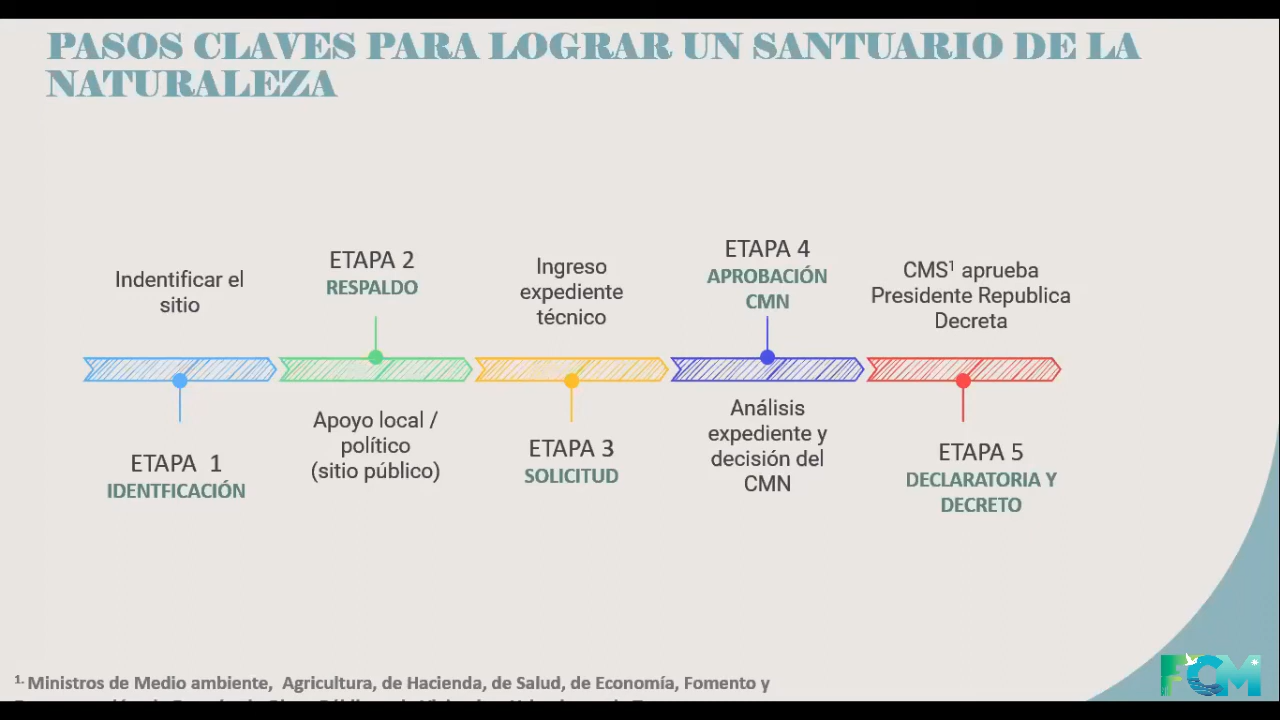 PASOS CLAVES PARA LOGRAR UN SANTUARIO DE LA
NATURALEZA
Indentificar el
sitio
ETAPA 1
IDENTFICACIÓN
ETAPA 2
RESPALDO
Apoyo local /
político
(sitio público)
Ingreso
expediente
técnico
ETAPA 3
SOLICITUD
ETAPA 4
APROBACIÓN
CMN
Análisis
expediente y
decisión del
CMN
CMS¹ aprueba
Presidente Republica
Decreta
ETAPA 5
DECLARATORIA Y
DECRETO
¹· Ministros de Medio ambiente, Agricultura, de Hacienda, de Salud, de Economía, Fomento y
FCM